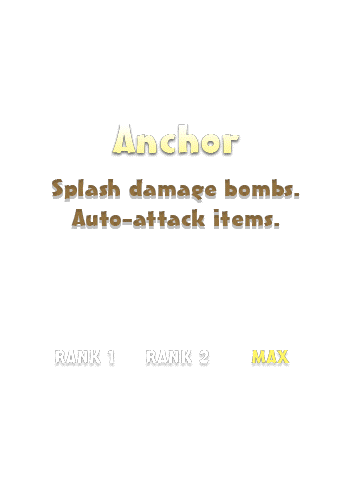 Anchor
Splash damage bombs.
Auto-attack items.
RANK 1 RANK 2 MAX